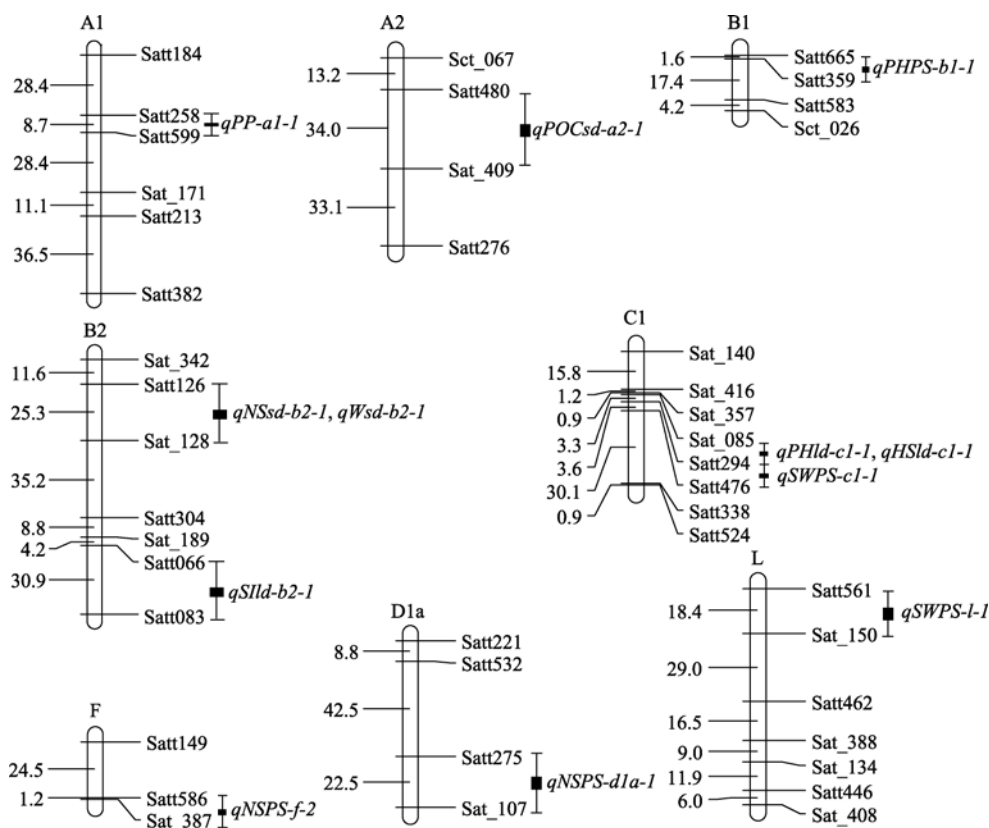 A1
Satt184
28.4
Satt258
8.7
Satt599
qPP-a1-1
28.4
Sat_171
11.1
Satt213
36.5
Satt382
A2
Sct_067
13.2
Satt480
34.0
qPOCsd-a2-1
Sat_409
33.1
Satt276
B1
1.6
Satt665
qPHPS-b1-1
Satt359
17.4
Satt583
4.2
Sct_026
B2
Sat_342
11.6
Satt126
25.3
qNSsd-b2-1, qWsd-b2-1
Sat_128
35.2
Satt304
8.8
Sat_189
4.2
Satt066
30.9
qSIld-b2-1
Satt083
C1
Sat_140
15.8
Sat_416
1.2
Sat_357
0.9
Sat_085
3.3
Satt294
qPHld-c1-1, qHSld-c1-1
3.6
Satt476
qSWPS-c1-1
30.1
Satt338
0.9
Satt524
F
Satt149
24.5
1.2
Satt586
qNSPS-f-2
Sat_387
D1a
Satt221
8.8
Satt532
42.5
Satt275
22.5
qNSPS-d1a-1
Sat_107
L
Satt561
18.4
qSWPS-l-1
Sat_150
29.0
Satt462
16.5
Sat_388
9.0
Sat_134
11.9
Satt446
6.0
Sat_408